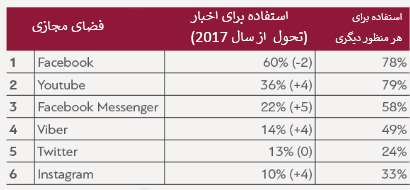 فضای مجازی استفاده برای اخبار استفاده برای
(تحول از سال 2017) هر منظور دیگری
1 Facebook 60% (-2) 78%
2 Youtube 36% (+4) 79%
3 Facebook Messenger 22% (+5) 58%
4 Viber 14% (+4) 49%
5 Twitter 13% (0) 24%
6 Instagram 10% (+4) 33%